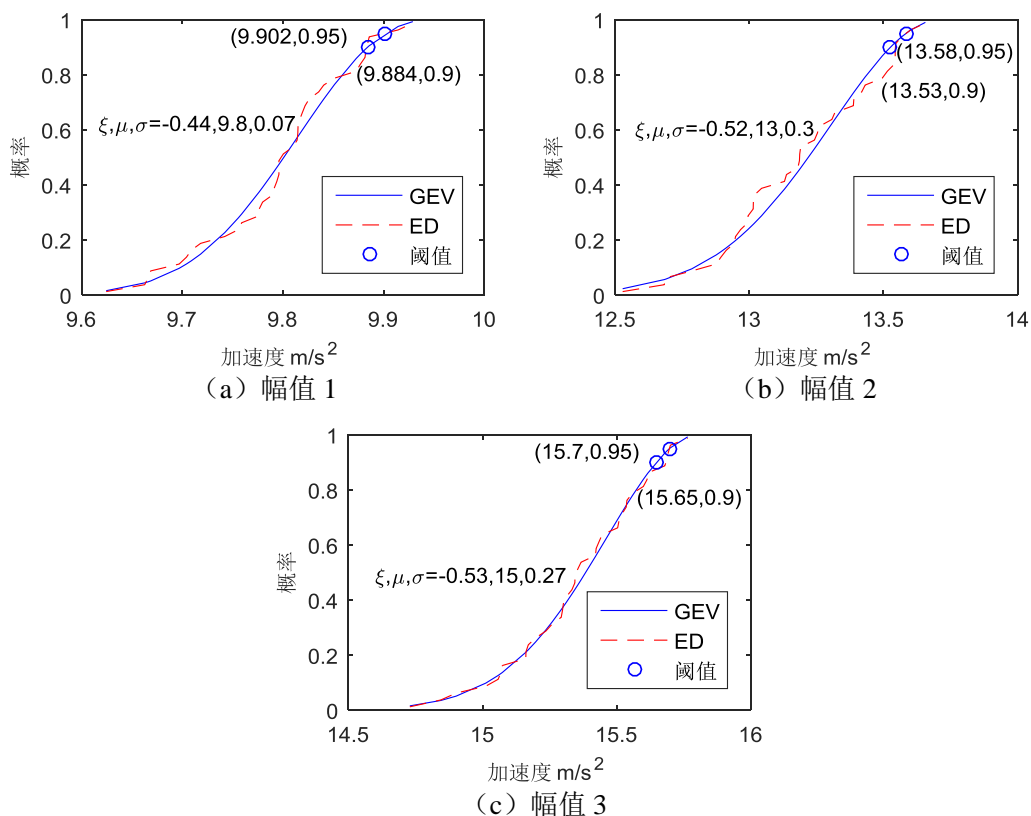 1
0.8
0.6
0.4
0.2
0
概率
(9.902,0.95)
(9.884,0.9)
ξ,μ,σ=-0.44,9.8,0.07
GEV
ED
阈值
9.6 9.7 9.8 9.9 10
加速度 m/s²
（a）幅值 1
1
0.8
0.6
0.4
0.2
0
概率
(13.58,0.95)
(13.53,0.9)
ξ,μ,σ=-0.52,13,0.3
GEV
ED
阈值
12.5 13 13.5 14
加速度 m/s²
（b）幅值 2
1
0.8
0.6
0.4
0.2
0
概率
(15.7,0.95)
(15.65,0.9)
ξ,μ,σ=-0.53,15,0.27
GEV
ED
阈值
14.5 15 15.5 16
加速度 m/s²
（c）幅值 3